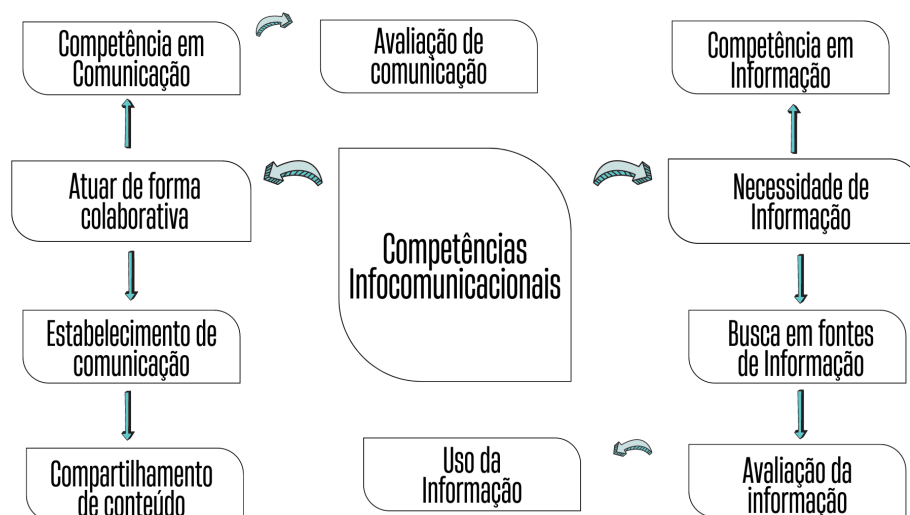 Competência em
Comunicação
Avaliação de
comunicação
Competência em
Informação
Atuar de forma
colaborativa
Competências
Infocomunicacionais
Necessidade de
Informação
Estabelecimento de
comunicação
Busca em fontes
de Informação
Compartilhamento
de conteúdo
Uso da
Informação
Avaliação da
informação